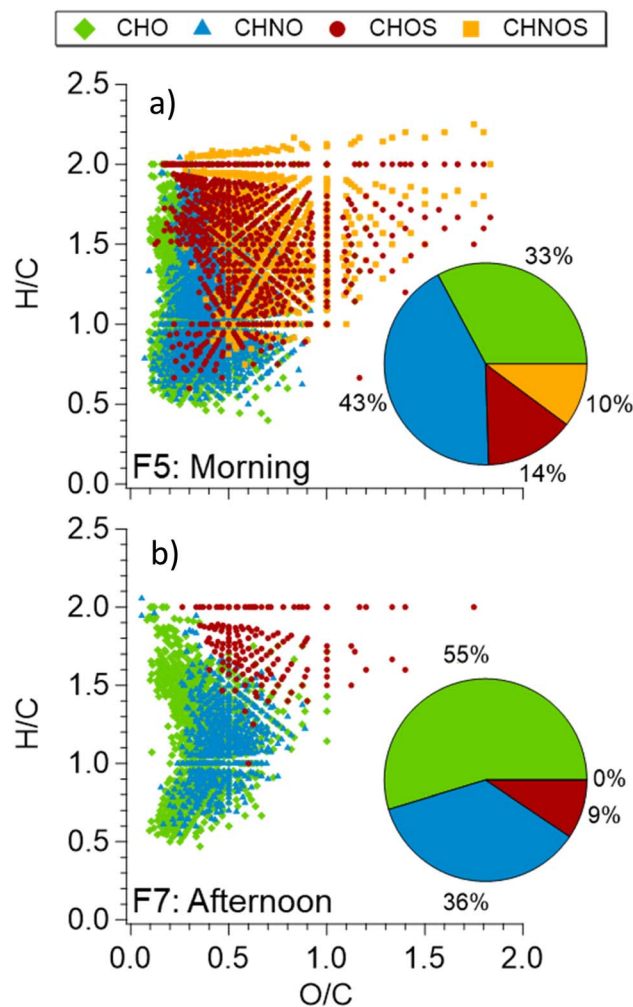 CHO CHNO CHOS CHNOS
a)
2.5
2.0
1.5
1.0
0.5
0.0
H/C
33%
43%
10%
14%
F5: Morning
b)
2.5
2.0
1.5
1.0
0.5
0.0
H/C
55%
0%
9%
36%
F7: Afternoon
0.0 0.5 1.0 1.5 2.0
O/C